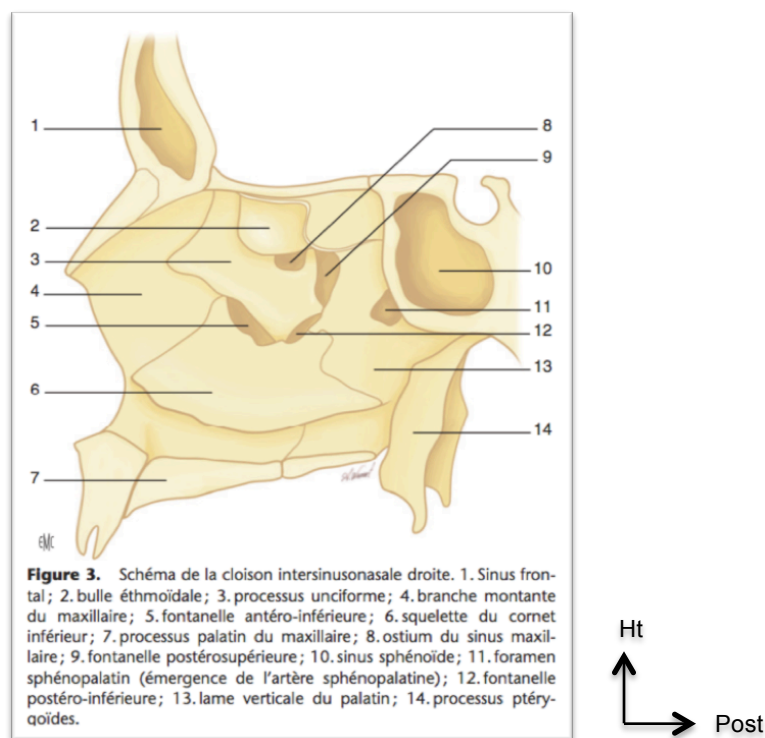 1
2
3
4
5
6
7
8
9
10
11
12
13
14
EMC
Figure 3. Schéma de la cloison intersinusonasale droite. 1. Sinus fron-
tal ; 2. bulle éthmoïdale ; 3. processus unciforme ; 4. branche montante
du maxillaire ; 5. fontanelle antéro-inférieure ; 6. squelette du cornet
inférieur ; 7. processus palatin du maxillaire ; 8. ostium du sinus maxil-
laire ; 9. fontanelle postérosupérieure ; 10. sinus sphénoïde ; 11. foramen
sphénopalatin (émergence de l'artère sphénopalatine) ; 12. fontanelle
postéro-inférieure ; 13. lame verticale du palatin ; 14. processus ptéry-
goïdes.
Ht
Post